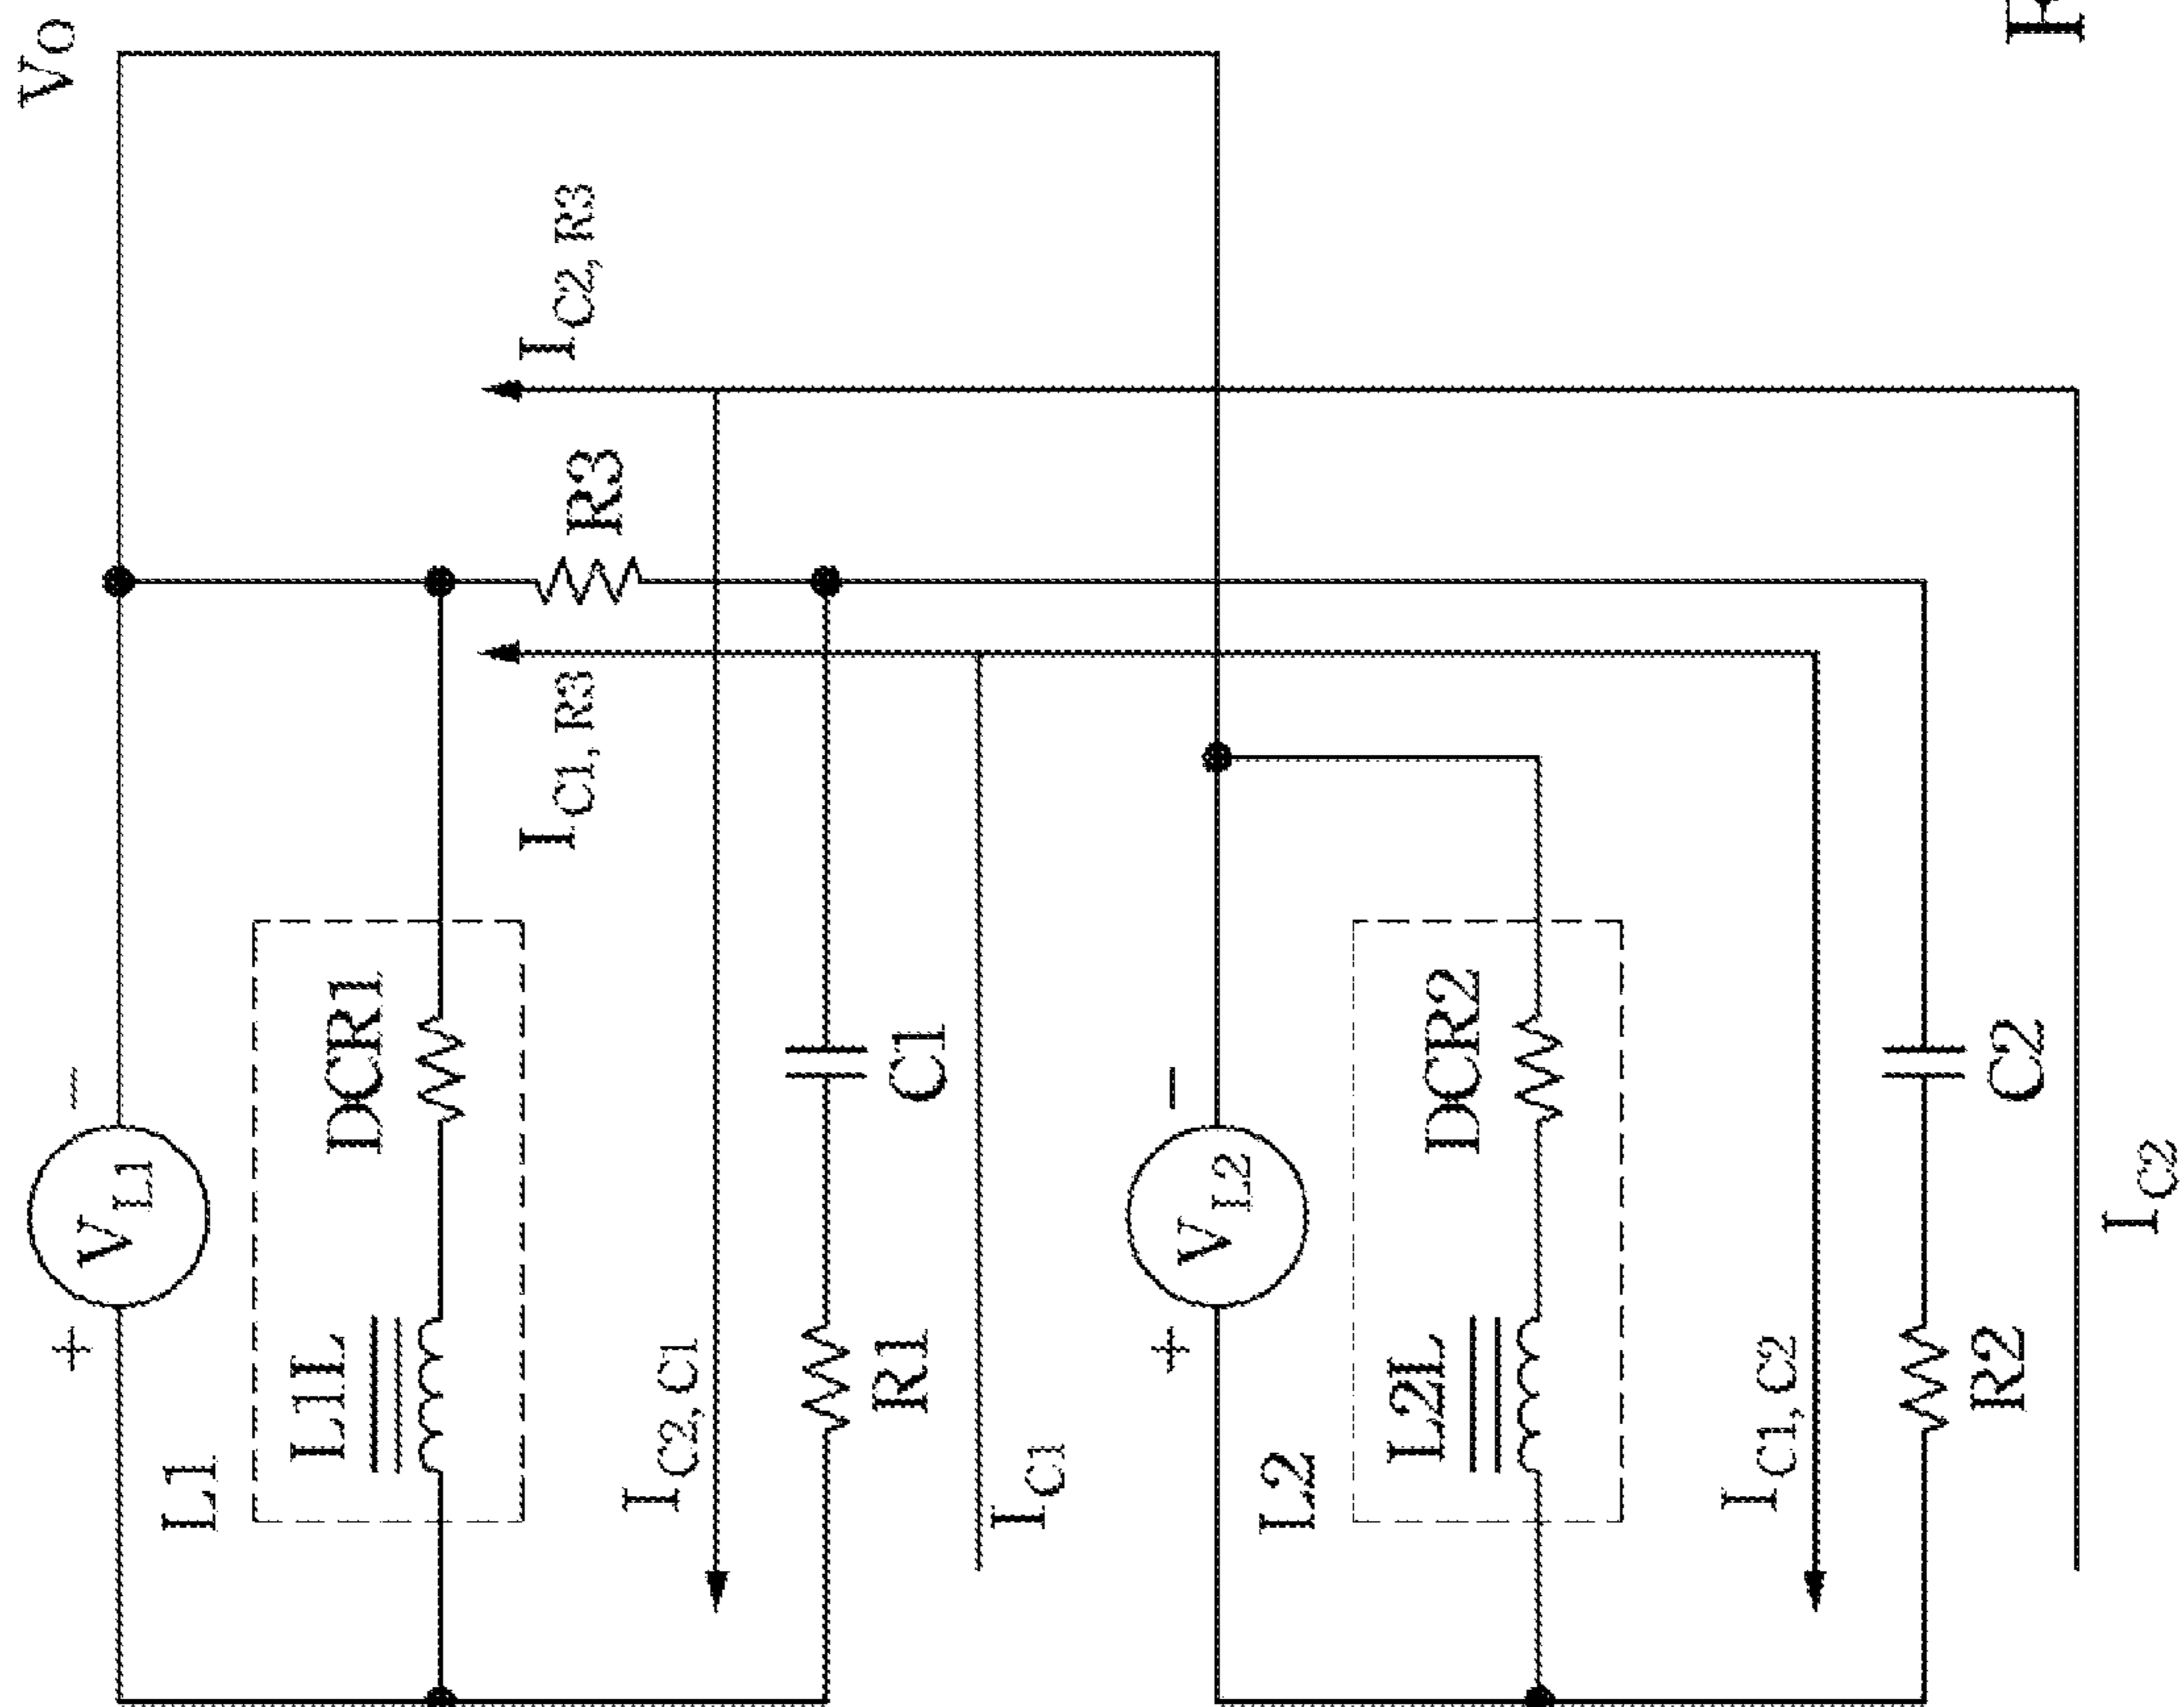 Vo
+
VL1
−
L1
L1L
DCR1
IC2, R3
R3
IC1, R3
IC2, C1
R1
C1
IC1
+
VL2
−
L2
L2L
DCR2
IC1, C2
R2
C2
IC2